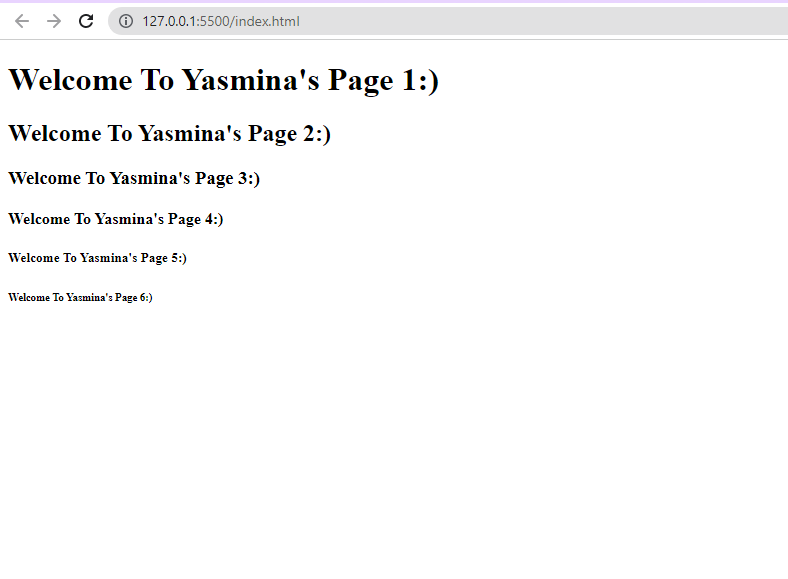 127.0.0.1:5500/index.html
Welcome To Yasmina's Page 1:)
Welcome To Yasmina's Page 2:)
Welcome To Yasmina's Page 3:)
Welcome To Yasmina's Page 4:)
Welcome To Yasmina's Page 5:)
Welcome To Yasmina's Page 6:)